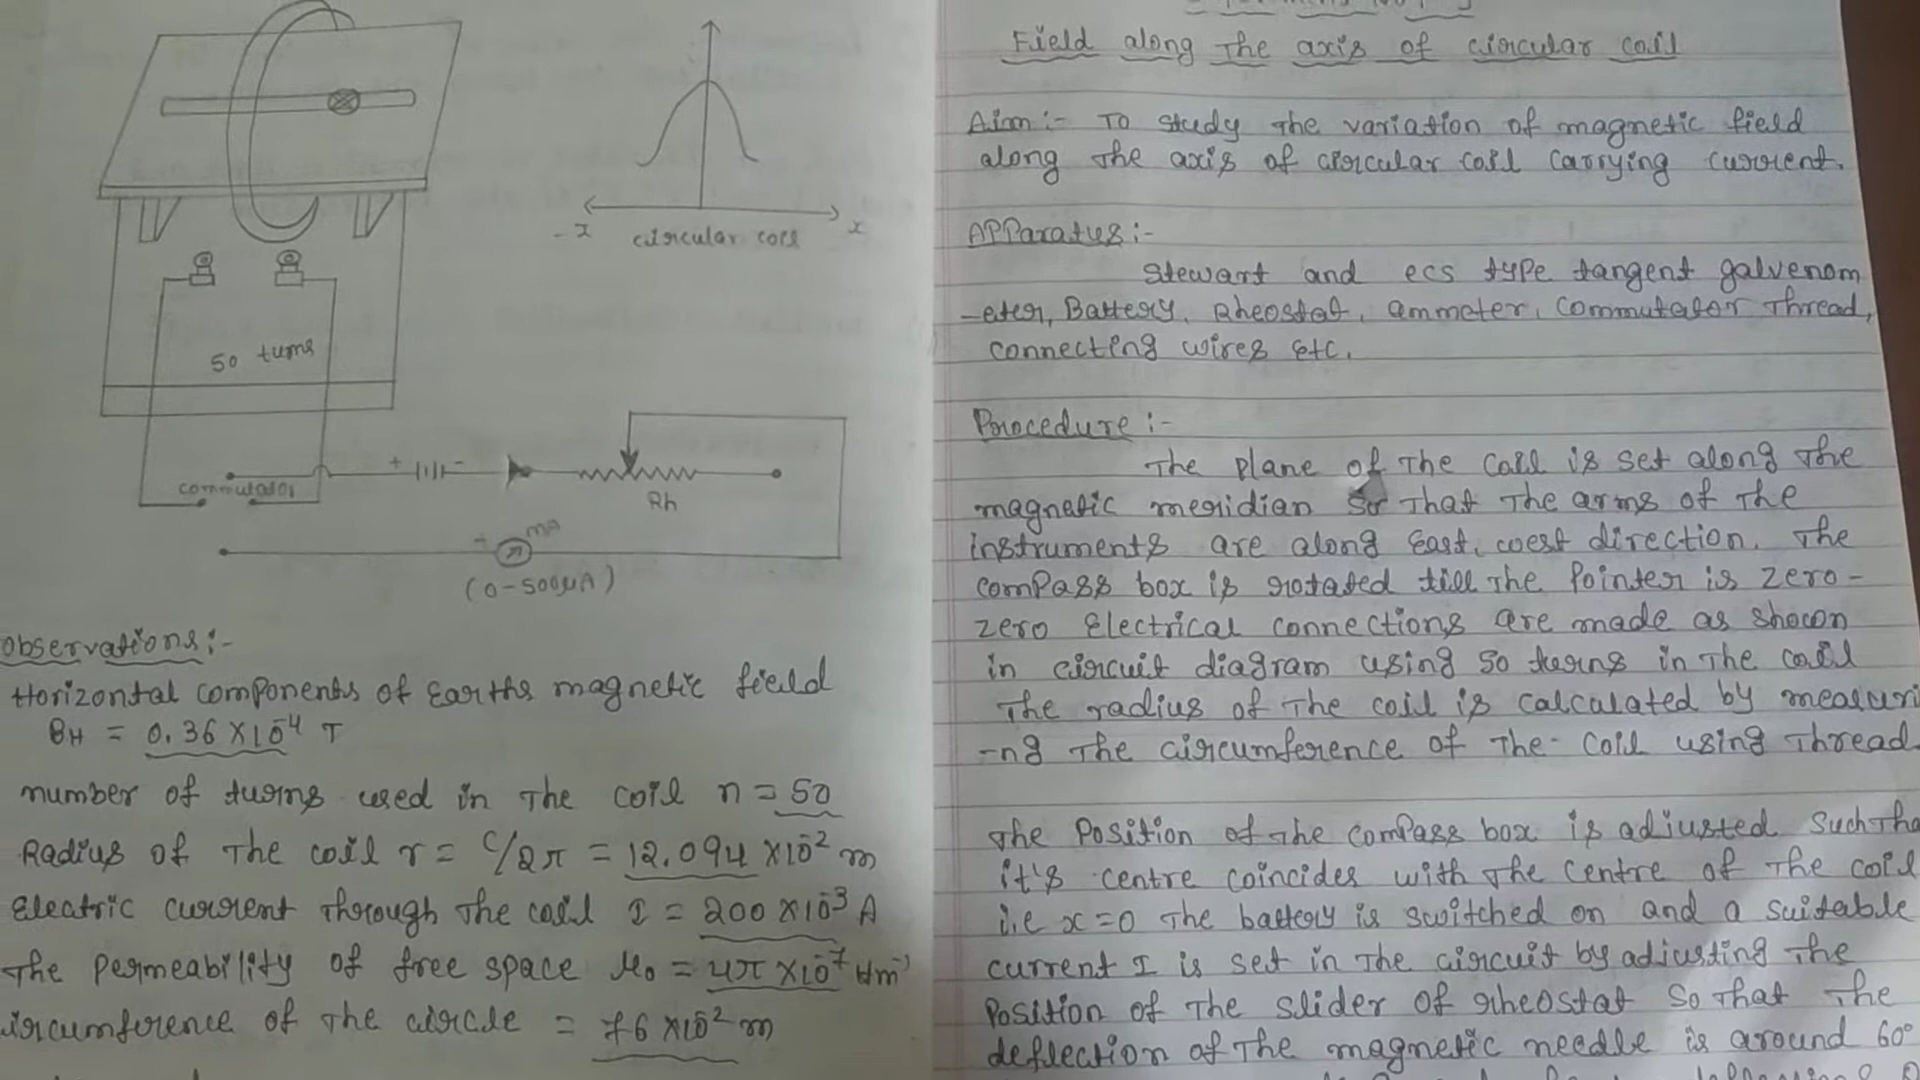 50 turns
-x circular coil x
+ -
commutator
Rh
+ mA
(0-500μA)
Observations:-
Horizontal components of Earths magnetic field
BH = 0.36 × 10⁻⁴ T
number of turns used in The coil n = 50
Radius of The coil r = C/2π = 12.094 × 10⁻² m
Electric current Through The coil I = 200 × 10⁻³ A
The permeability of free space μ₀ = 4π × 10⁻⁷ Hm⁻¹
circumference of The circle = 76 × 10⁻² m
Field along The axis of circular coil
Aim:- To study The variation of magnetic field
along The axis of circular coil carrying current.
Apparatus:-
Stewart and ecs type tangent galvenom
-eter, Battery, Rheostat, ammeter, commutator Thread,
connecting wires etc.
Procedure:-
The plane of The coil is set along The
magnetic meridian so That The arms of The
instruments are along East, west direction. The
compass box is rotated till The pointer is zero-
zero Electrical connections are made as shown
in circuit diagram using 50 turns in The coil
The radius of The coil is calculated by measuri
-ng The circumference of The coil using Thread.
The position of The compass box is adjusted such tha
it's centre coincides with The centre of The coil
i.e x=0 The battery is switched on and a suitable
current I is set in The circuit by adjusting The
position of The slider of rheostat so That The
deflection of The magnetic needle is around 60°